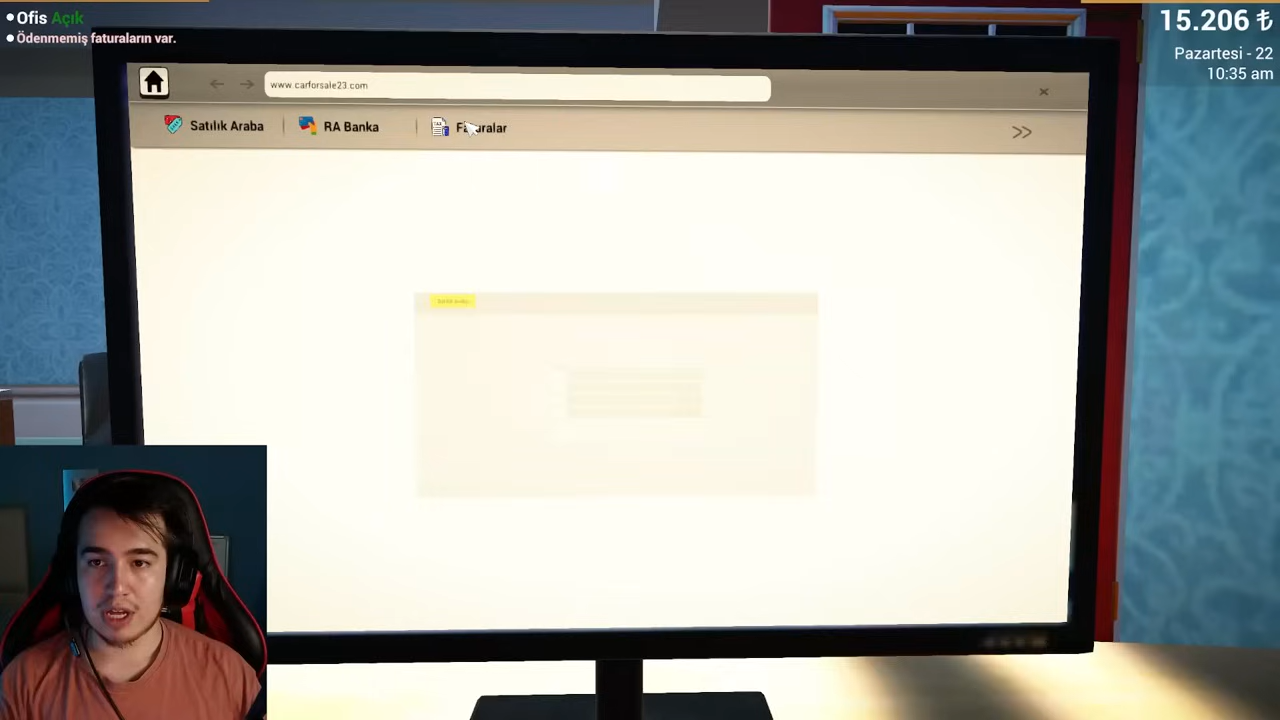 Ofis Açık
Ödenmemiş faturaların var.
15.206 ₺
Pazartesi - 22
10:35 am
www.carforsale23.com
Satılık Araba
RA Banka
Faturalar
>>